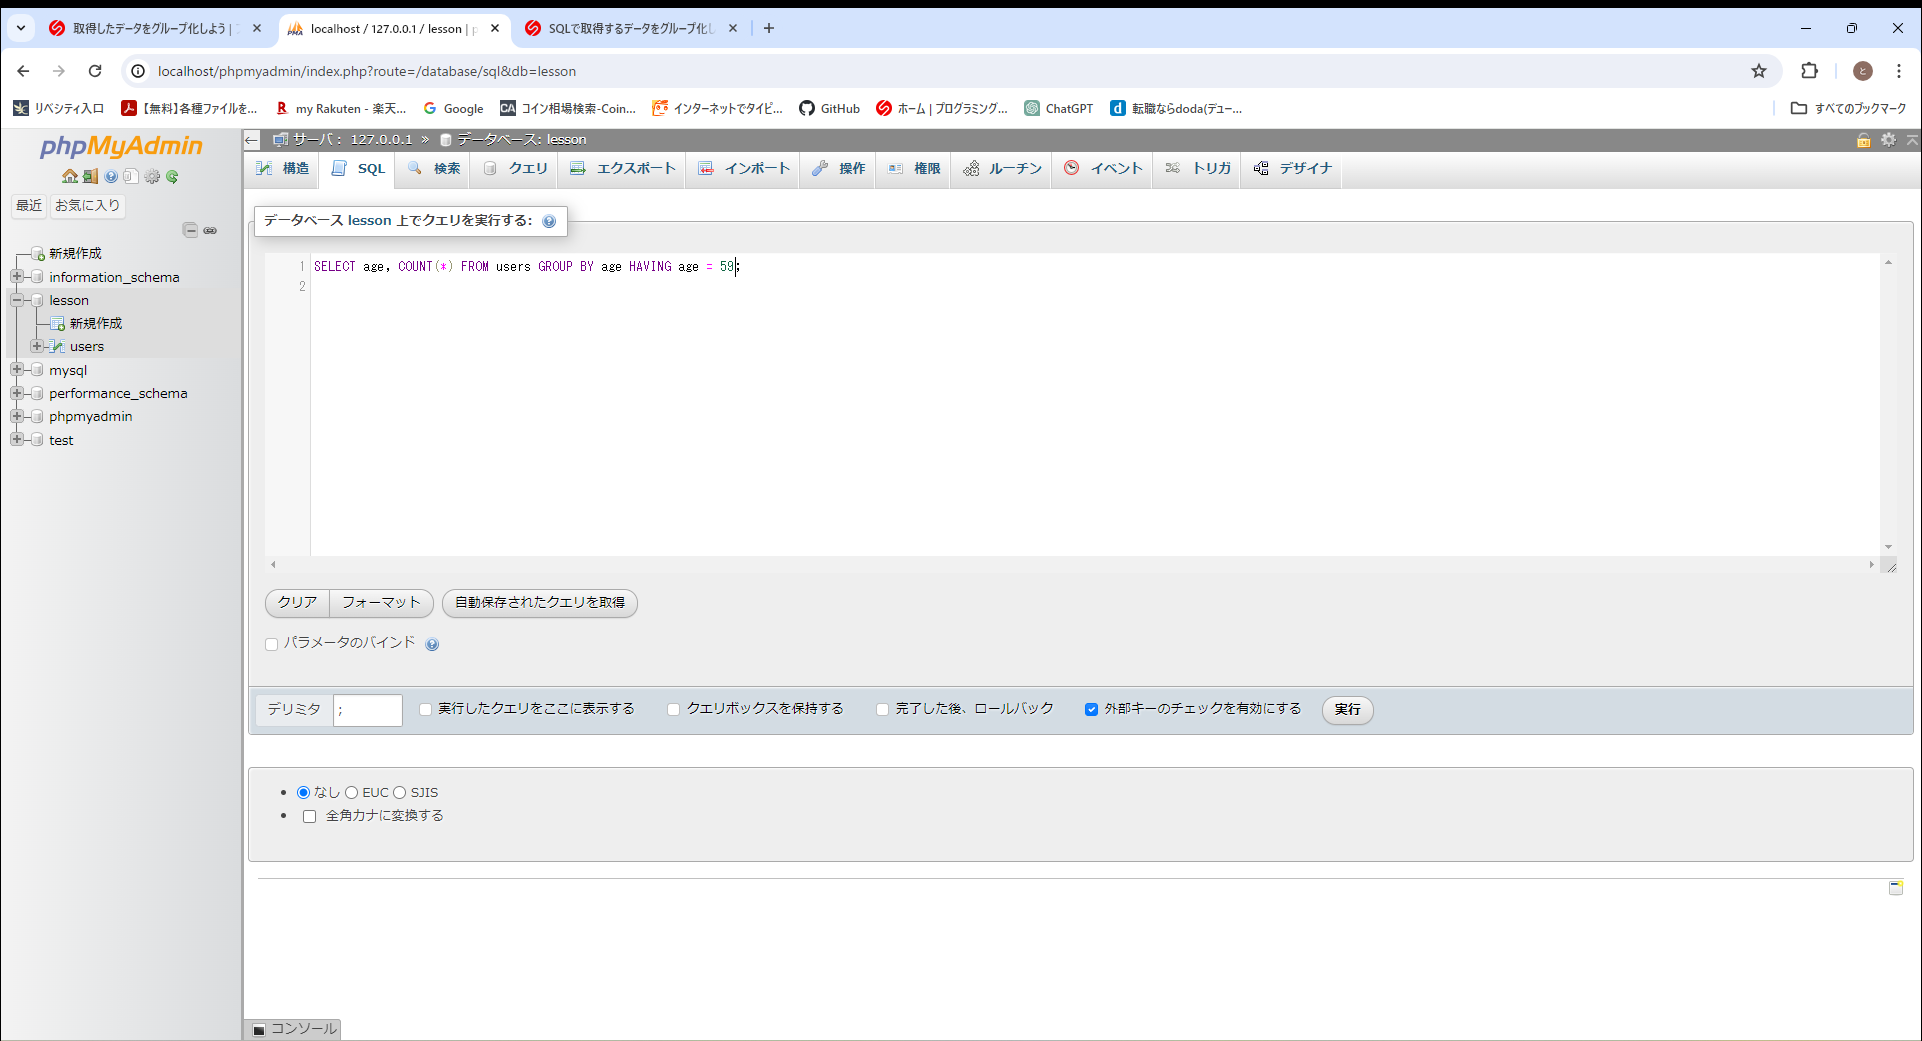 取得したデータをグループ化しよう |
localhost / 127.0.0.1 / lesson | p
SQLで取得するデータをグループ化し
localhost/phpmyadmin/index.php?route=/database/sql&db=lesson
と
リベシティ入口
【無料】各種ファイルを...
my Rakuten - 楽天...
Google
コイン相場検索-Coin...
インターネットでタイピ...
GitHub
ホーム | プログラミング...
ChatGPT
転職ならdoda(デュー...
すべてのブックマーク
phpMyAdmin
最近
お気に入り
新規作成
information_schema
lesson
新規作成
users
mysql
performance_schema
phpmyadmin
test
サーバ： 127.0.0.1 » データベース: lesson
構造
SQL
検索
クエリ
エクスポート
インポート
操作
権限
ルーチン
イベント
トリガ
デザイナ
データベース lesson 上でクエリを実行する:
1 SELECT age, COUNT(*) FROM users GROUP BY age HAVING age = 59;
2
クリア
フォーマット
自動保存されたクエリを取得
パラメータのバインド
デリミタ ;
実行したクエリをここに表示する
クエリボックスを保持する
完了した後、ロールバック
外部キーのチェックを有効にする
実行
なし EUC SJIS
全角カナに変換する
コンソール